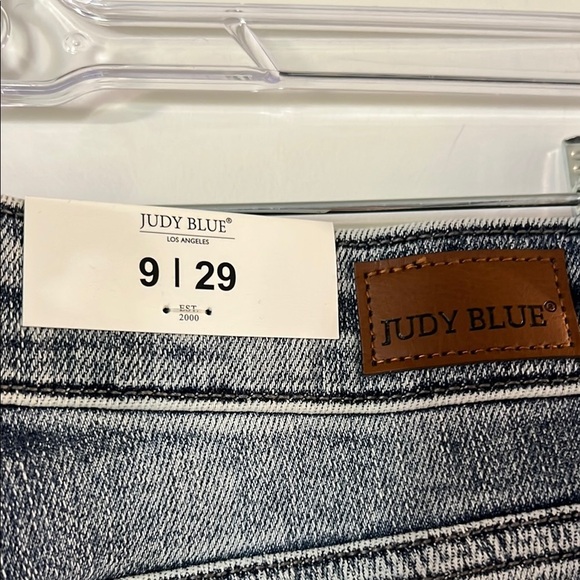 JUDY BLUE®
LOS ANGELES
9 | 29
EST.
2000
JUDY BLUE®